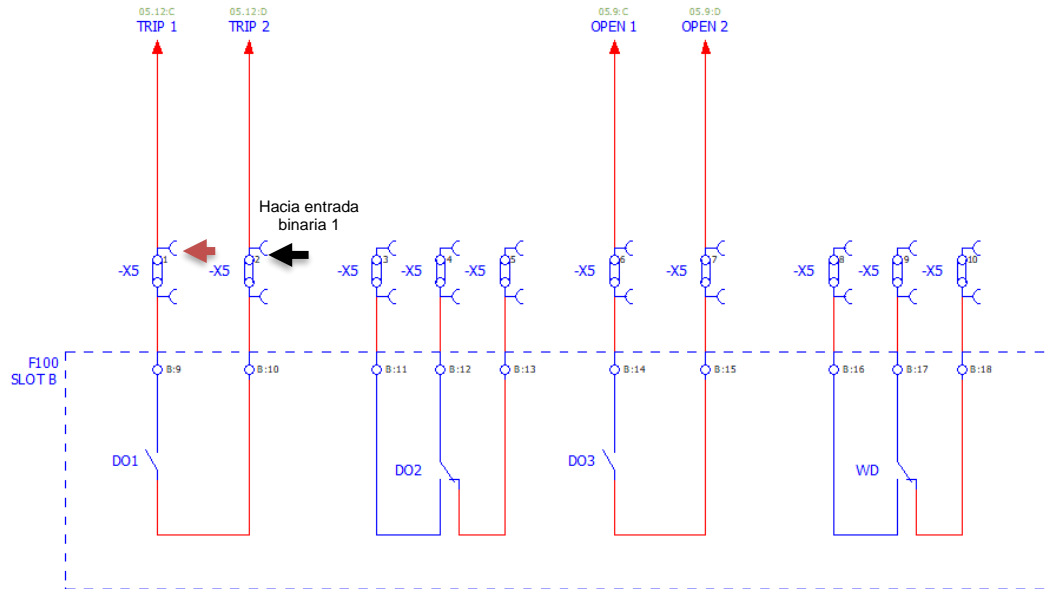 05.12:C
TRIP 1
05.12:D
TRIP 2
05.9:C
OPEN 1
05.9:D
OPEN 2
Hacia entrada
binaria 1
-X5
1
-X5
2
-X5
3
-X5
4
-X5
5
-X5
6
-X5
7
-X5
8
-X5
9
-X5
10
F100
SLOT B
B:9
B:10
B:11
B:12
B:13
B:14
B:15
B:16
B:17
B:18
DO1
DO2
DO3
WD